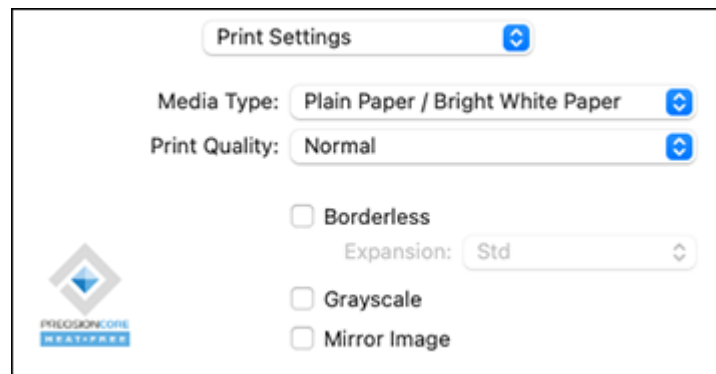 Print Settings
Media Type: Plain Paper / Bright White Paper
Print Quality: Normal
Borderless
Expansion: Std
Grayscale
Mirror Image
PRECISIONCORE
HEAT-FREE